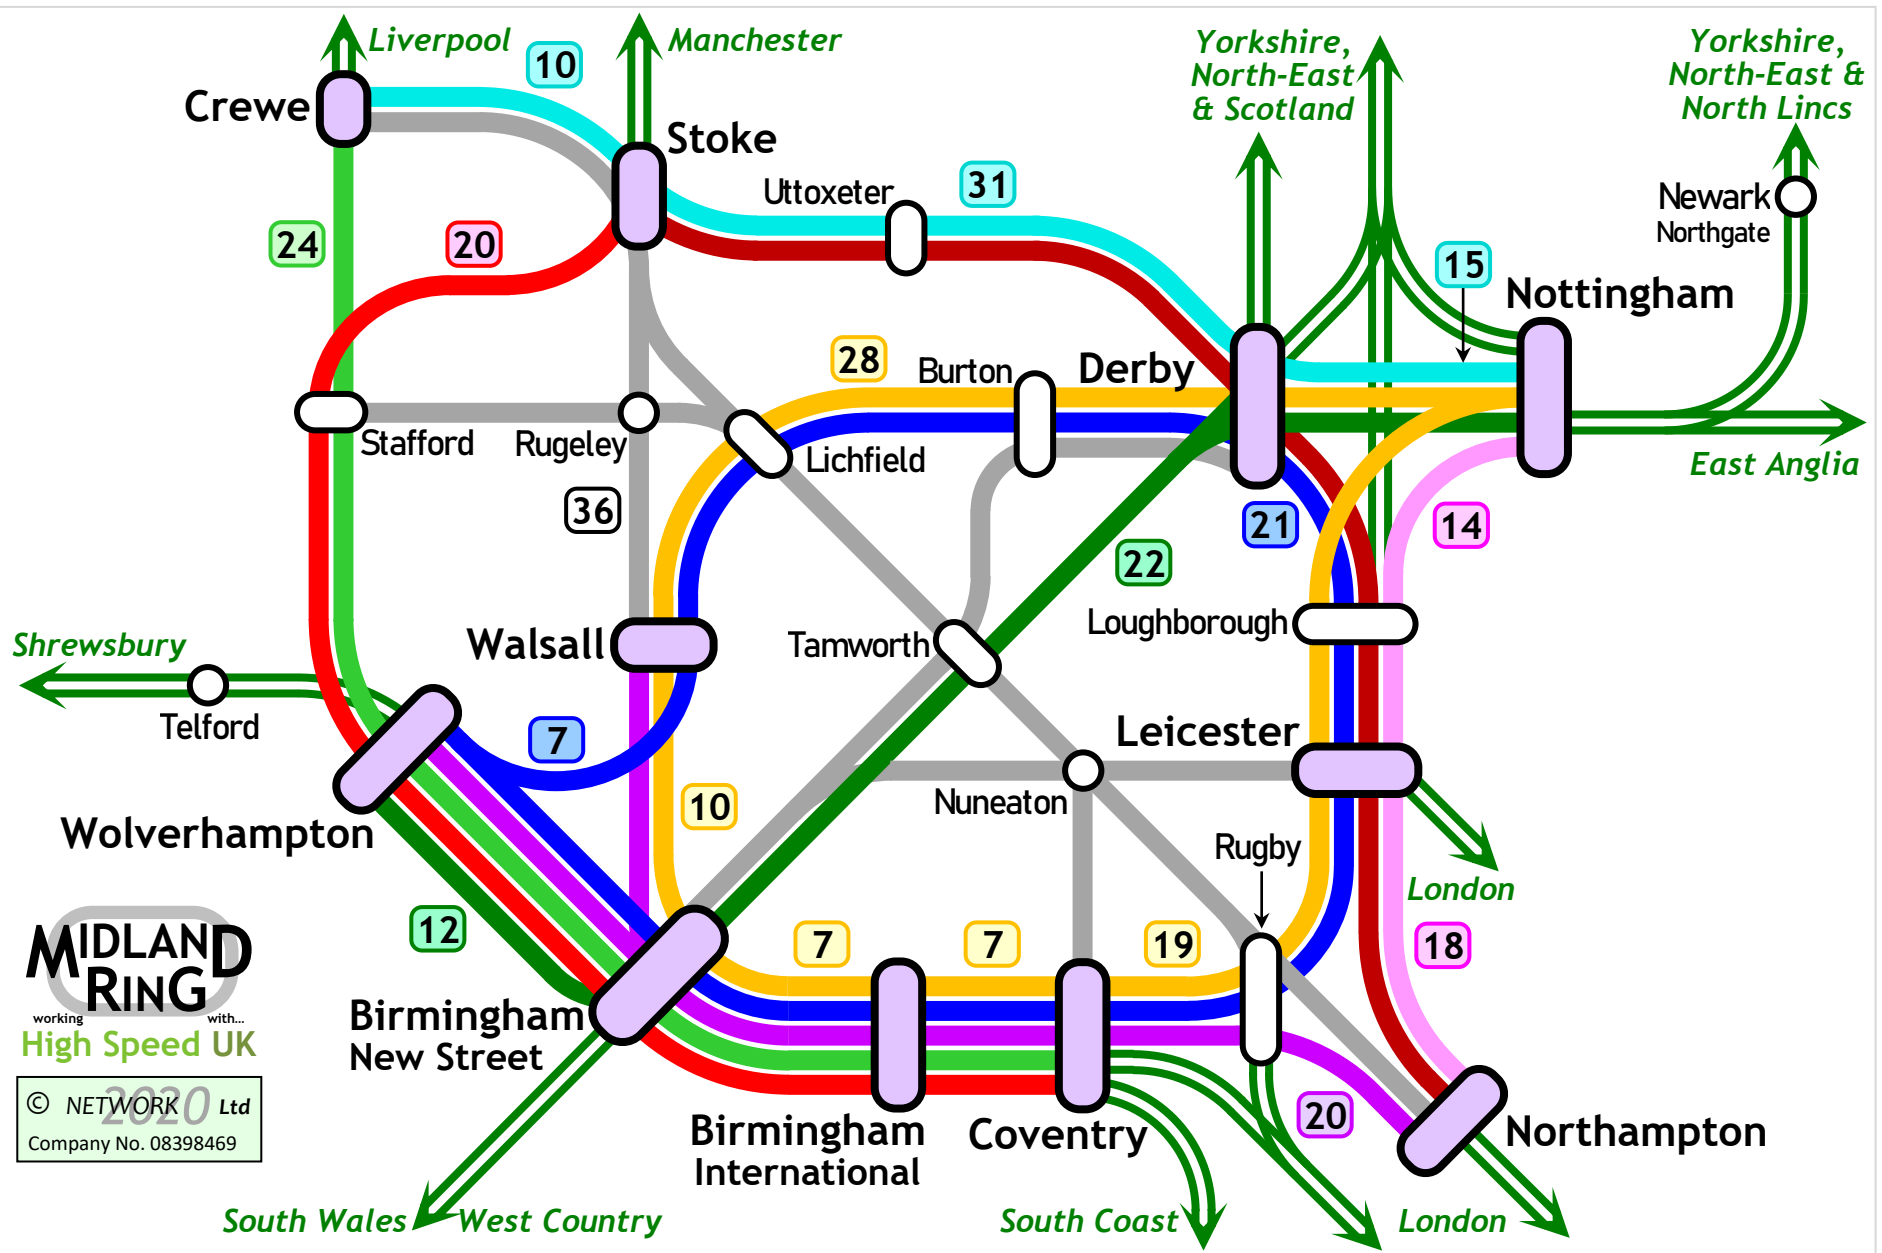 Liverpool
Manchester
Yorkshire,
North-East
& Scotland
Yorkshire,
North-East &
North Lincs
10
Crewe
Stoke
Uttoxeter
31
Newark
Northgate
24
20
15
Nottingham
28
Burton
Derby
Stafford
Rugeley
Lichfield
East Anglia
36
21
14
22
Loughborough
Shrewsbury
Walsall
Tamworth
Telford
7
Leicester
10
Nuneaton
Wolverhampton
Rugby
London
12
7
7
19
18
MIDLAND
RING
working
with...
High Speed UK
Birmingham
New Street
© NETWORK 2020 Ltd
Company No. 08398469
Birmingham
International
Coventry
20
Northampton
South Wales
West Country
South Coast
London